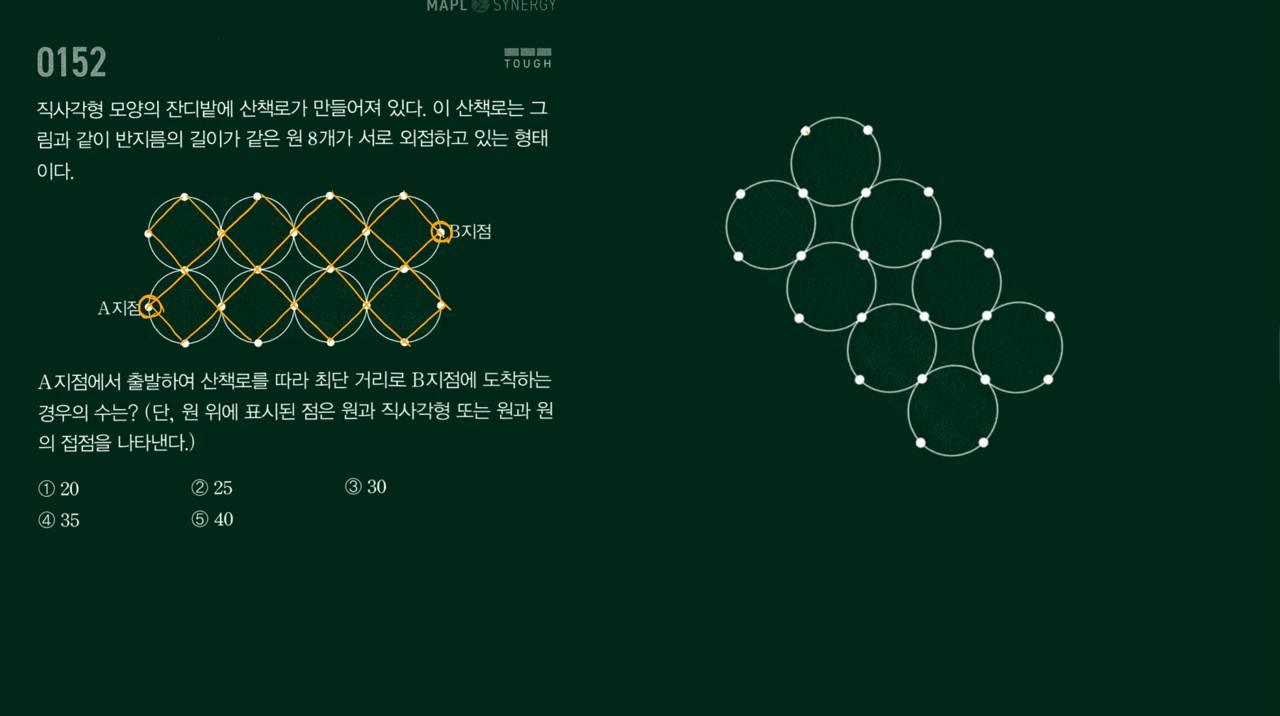 MAPL SYNERGY
0152
TOUGH
직사각형 모양의 잔디밭에 산책로가 만들어져 있다. 이 산책로는 그
림과 같이 반지름의 길이가 같은 원 8개가 서로 외접하고 있는 형태
이다.
B지점
A지점
A지점에서 출발하여 산책로를 따라 최단 거리로 B지점에 도착하는
경우의 수는? (단, 원 위에 표시된 점은 원과 직사각형 또는 원과 원
의 접점을 나타낸다.)
① 20 ② 25 ③ 30
④ 35 ⑤ 40